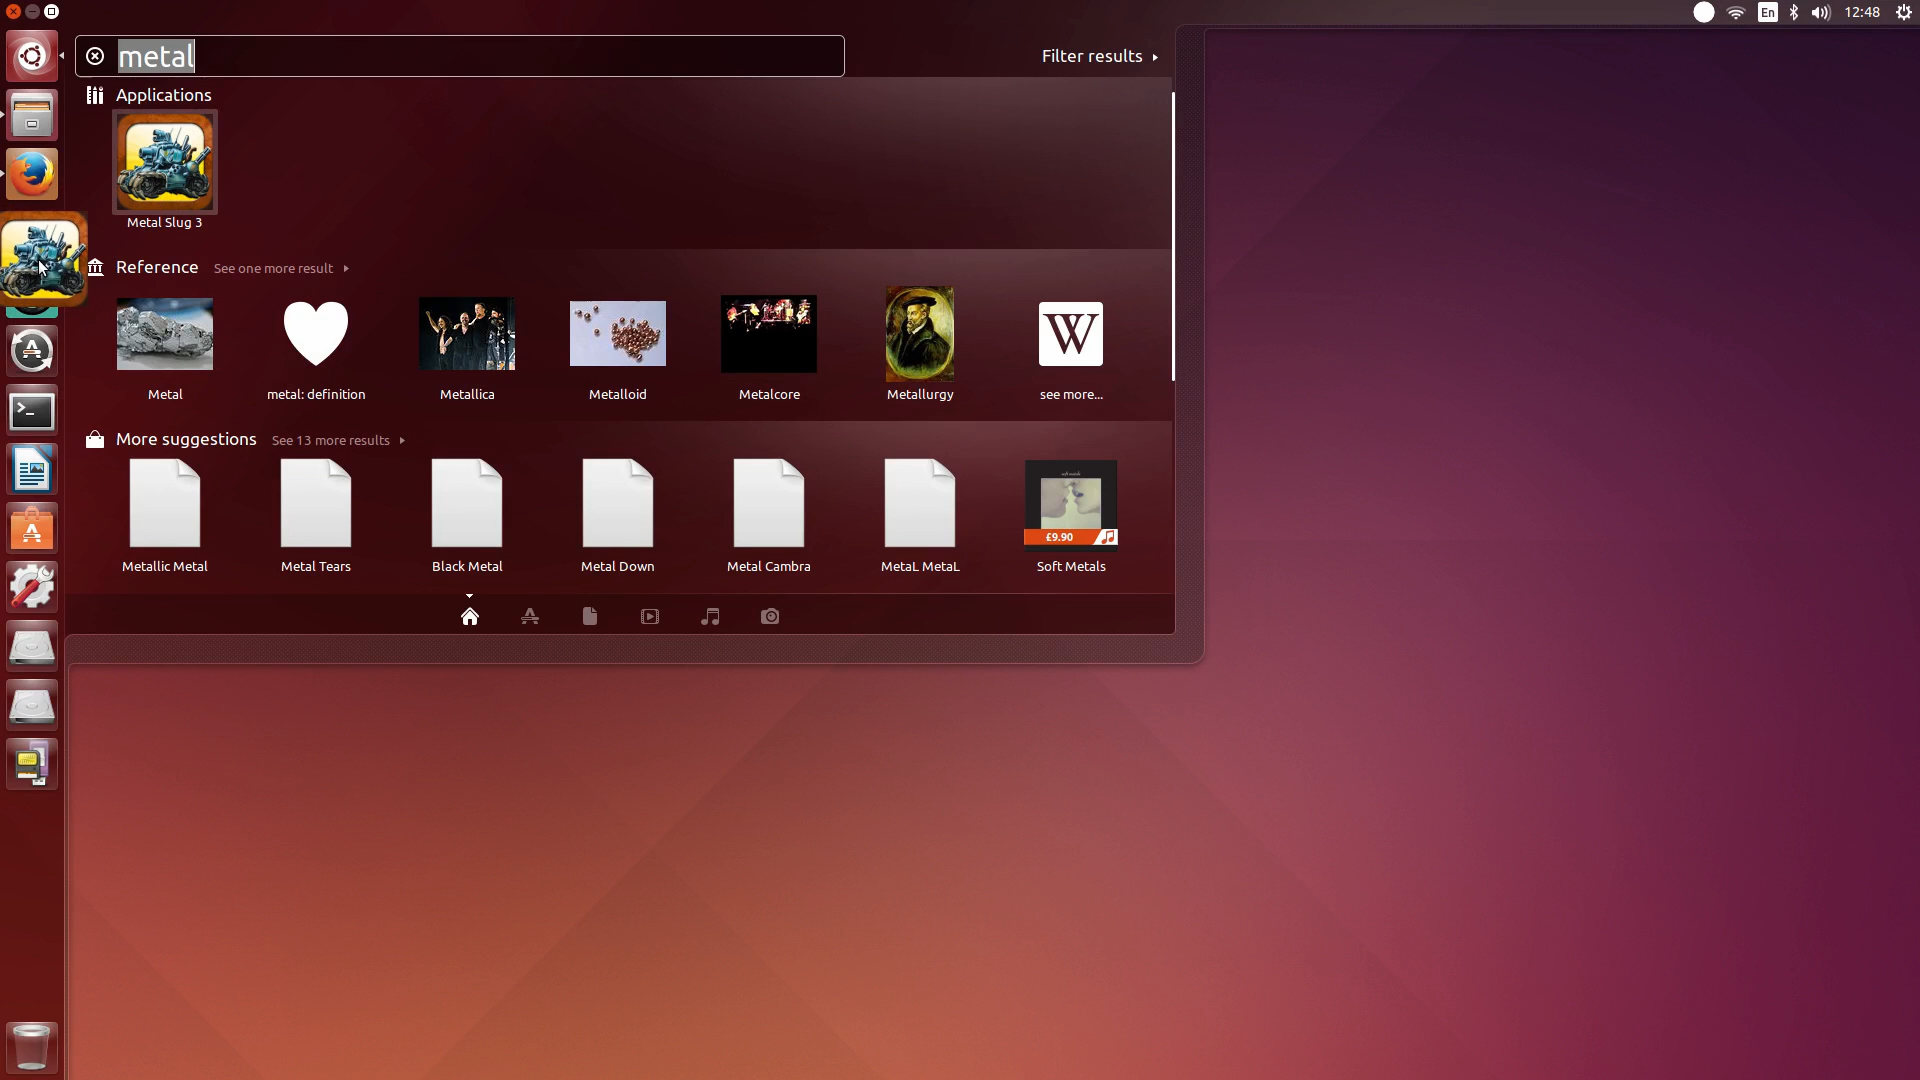 En
12:48
metal
Filter results
Applications
Metal Slug 3
Reference See one more result
Metal
metal: definition
Metallica
Metalloid
Metalcore
Metallurgy
W
see more...
More suggestions See 13 more results
£9.90
Metallic Metal
Metal Tears
Black Metal
Metal Down
Metal Cambra
MetaL MetaL
Soft Metals